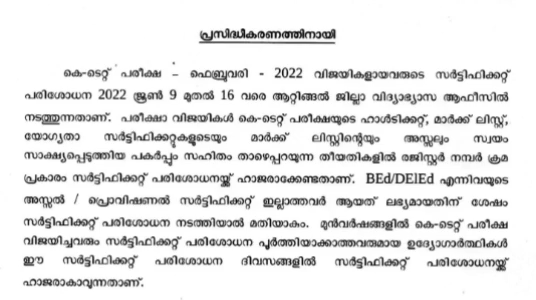 പ്രസിദ്ധീകരണത്തിനായി
കെ-ടെറ്റ് പരീക്ഷ – ഫെബ്രുവരി - 2022 വിജയികളായവരുടെ സർട്ടിഫിക്കറ്റ്
പരിശോധന 2022 ജൂൺ 9 മുതൽ 16 വരെ ആറ്റിങ്ങൽ ജില്ലാ വിദ്യാഭ്യാസ ആഫീസിൽ
നടത്തുന്നതാണ്. പരീക്ഷാ വിജയികൾ കെ-ടെറ്റ് പരീക്ഷയുടെ ഹാൾടിക്കറ്റ്, മാർക്ക് ലിസ്റ്റ്,
യോഗ്യതാ സർട്ടിഫിക്കറ്റുകളുടെയും മാർക്ക് ലിസ്റ്റിന്റെയും അസ്സലും സ്വയം
സാക്ഷ്യപ്പെടുത്തിയ പകർപ്പും സഹിതം താഴെപ്പറയുന്ന തീയതികളിൽ രജിസ്റ്റർ നമ്പർ ക്രമ
പ്രകാരം സർട്ടിഫിക്കറ്റ് പരിശോധനയ്ക്ക് ഹാജരാക്കേണ്ടതാണ്. BEd/DElEd എന്നിവയുടെ
അസ്സൽ / പ്രൊവിഷണൽ സർട്ടിഫിക്കറ്റ് ഇല്ലാത്തവർ ആയത് ലഭ്യമായതിന് ശേഷം
സർട്ടിഫിക്കറ്റ് പരിശോധന നടത്തിയാൽ മതിയാകും. മുൻവർഷങ്ങളിൽ കെ-ടെറ്റ് പരീക്ഷ
വിജയിച്ചവരും സർട്ടിഫിക്കറ്റ് പരിശോധന പൂർത്തിയാക്കാത്തവരുമായ ഉദ്യോഗാർത്ഥികൾ
ഈ സർട്ടിഫിക്കറ്റ് പരിശോധന ദിവസങ്ങളിൽ സർട്ടിഫിക്കറ്റ് പരിശോധനയ്ക്ക്
ഹാജരാകാവുന്നതാണ്.